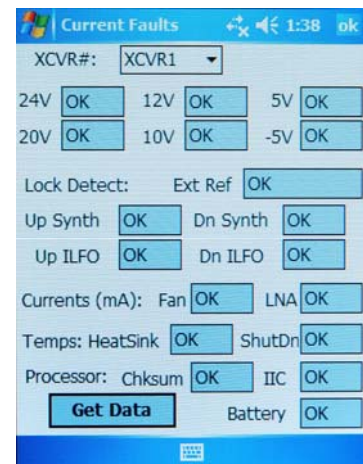 Current Faults 1:38 ok
XCVR#: XCVR1
24V OK 12V OK 5V OK
20V OK 10V OK -5V OK
Lock Detect: Ext Ref OK
Up Synth OK Dn Synth OK
Up ILFO OK Dn ILFO OK
Currents (mA): Fan OK LNA OK
Temps: HeatSink OK ShutDn OK
Processor: Chksum OK IIC OK
Get Data Battery OK